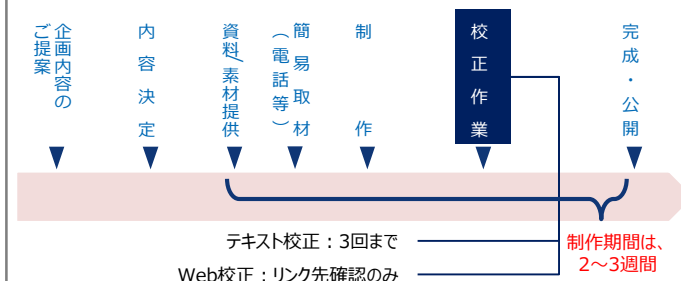 企画内容の
ご提案
内容決定
資料/素材提供
簡易取材
（電話等）
制作
校正作業
完成・公開
テキスト校正：3回まで
Web校正：リンク先確認のみ
制作期間は、
2～3週間